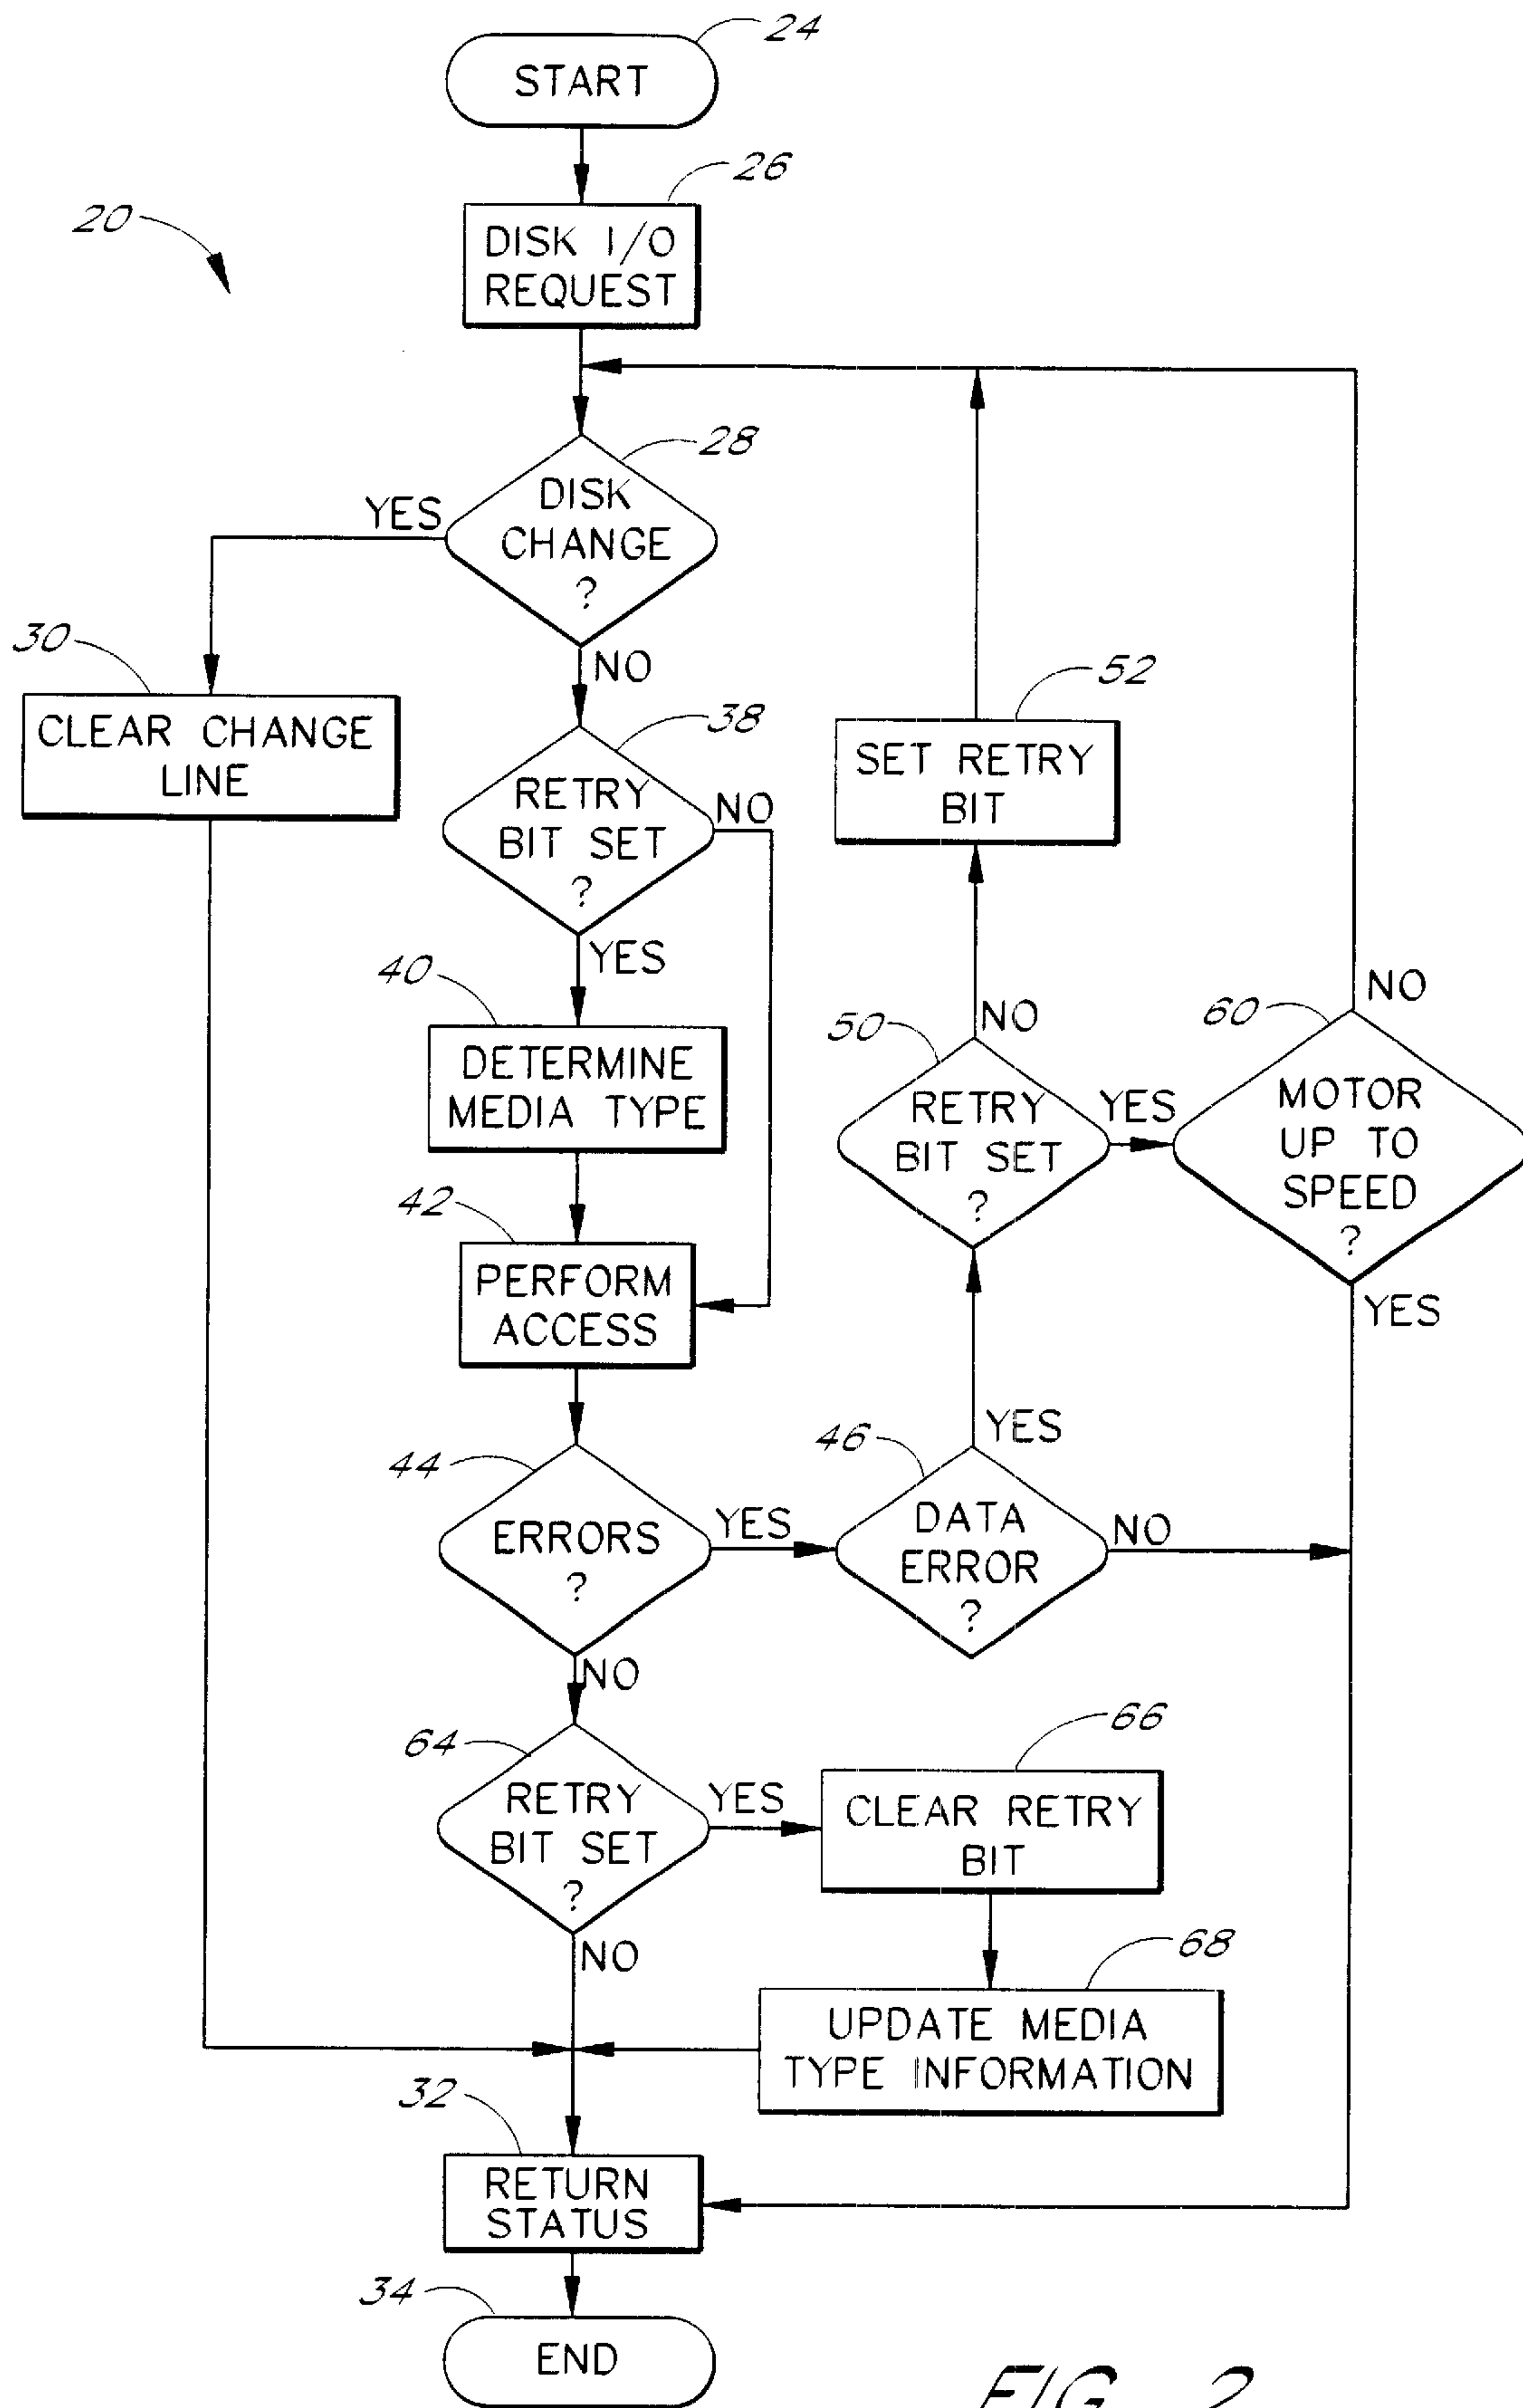 24
START
26
20
DISK I/O
REQUEST
28
DISK
CHANGE
?
YES
NO
30
CLEAR CHANGE
LINE
38
RETRY
BIT SET
?
NO
YES
52
SET RETRY
BIT
40
DETERMINE
MEDIA TYPE
50
RETRY
BIT SET
?
NO
YES
60
MOTOR
UP TO
SPEED
?
NO
YES
42
PERFORM
ACCESS
44
ERRORS
?
YES
NO
46
DATA
ERROR
?
YES
NO
64
RETRY
BIT SET
?
YES
NO
66
CLEAR RETRY
BIT
68
UPDATE MEDIA
TYPE INFORMATION
32
RETURN
STATUS
34
END
FIG. 2